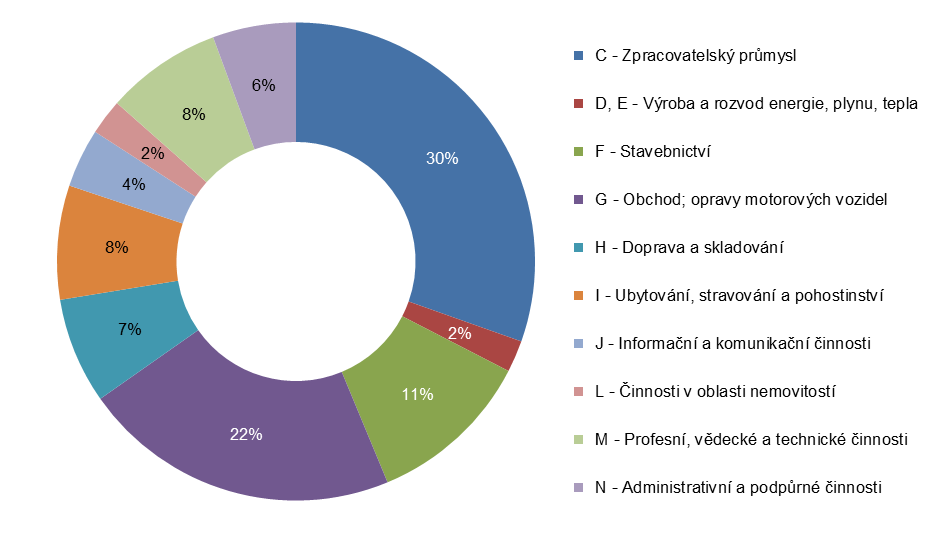 6%
8%
30%
2%
4%
8%
7%
2%
11%
22%
C - Zpracovatelský průmysl
D, E - Výroba a rozvod energie, plynu, tepla
F - Stavebnictví
G - Obchod; opravy motorových vozidel
H - Doprava a skladování
I - Ubytování, stravování a pohostinství
J - Informační a komunikační činnosti
L - Činnosti v oblasti nemovitostí
M - Profesní, vědecké a technické činnosti
N - Administrativní a podpůrné činnosti